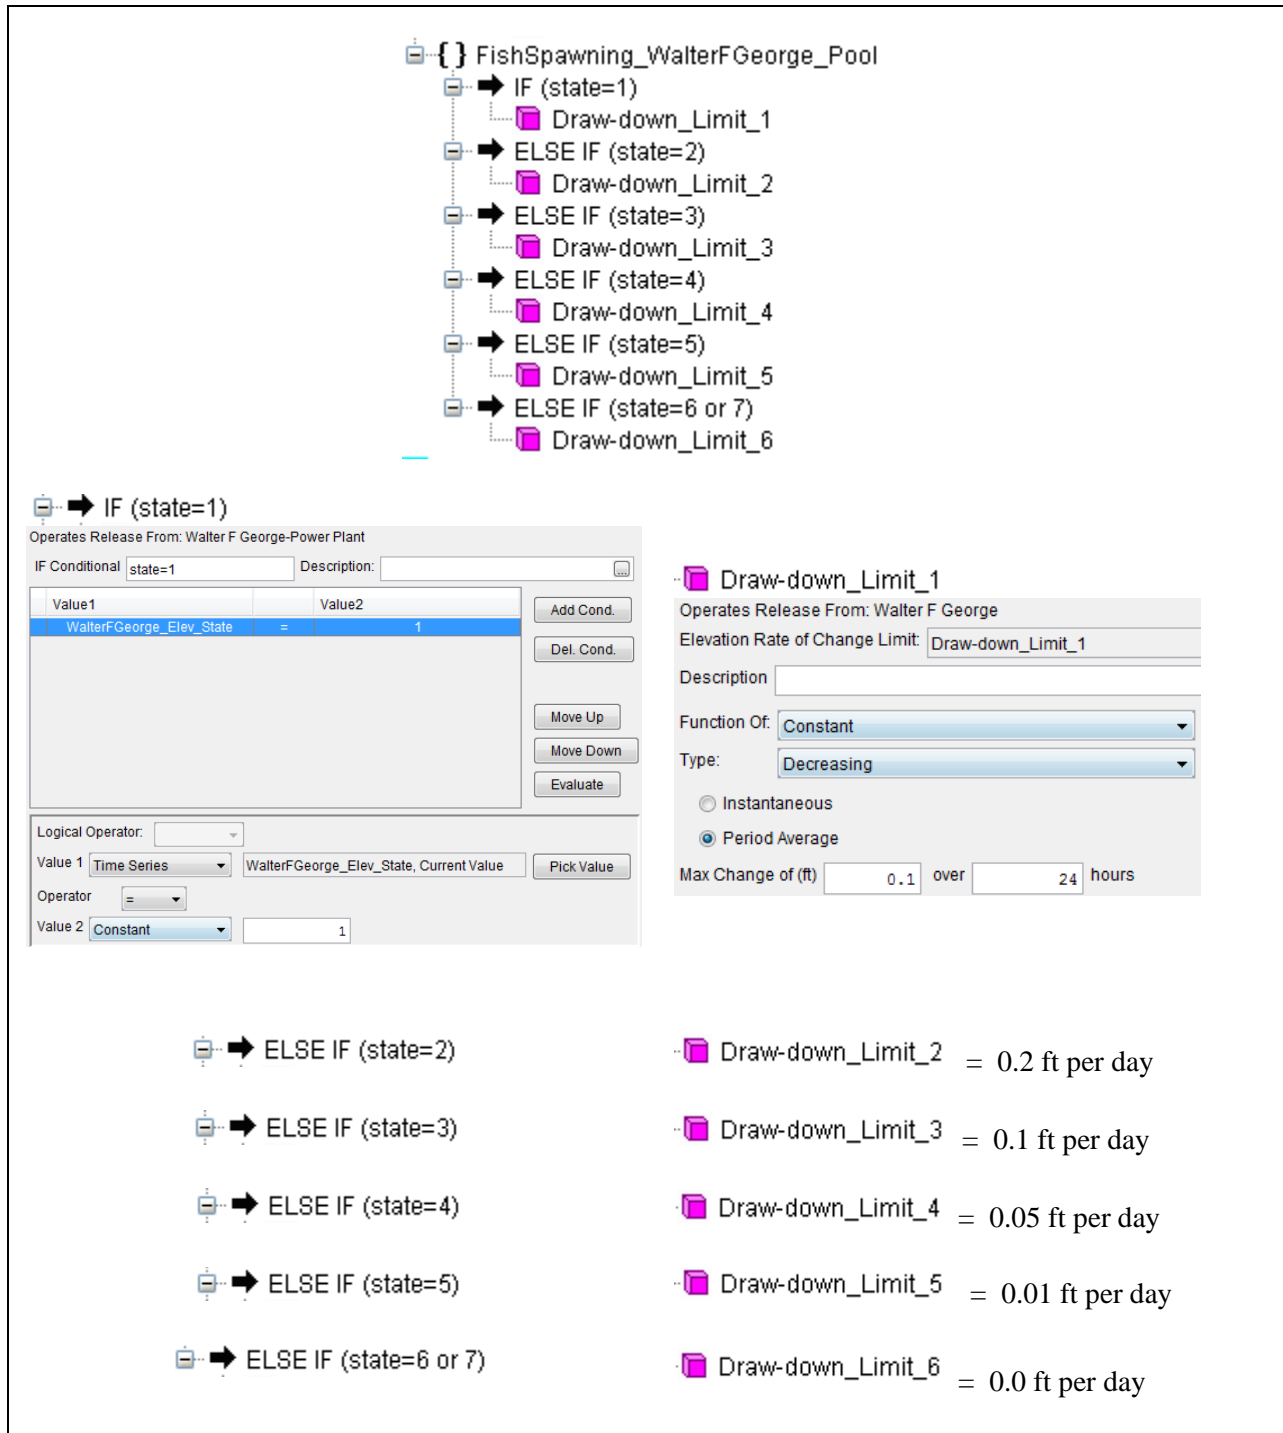 { } FishSpawning_WalterFGeorge_Pool
IF (state=1)
Draw-down_Limit_1
ELSE IF (state=2)
Draw-down_Limit_2
ELSE IF (state=3)
Draw-down_Limit_3
ELSE IF (state=4)
Draw-down_Limit_4
ELSE IF (state=5)
Draw-down_Limit_5
ELSE IF (state=6 or 7)
Draw-down_Limit_6
IF (state=1)
Operates Release From: Walter F George-Power Plant
IF Conditional state=1 Description: ...
Value1 Value2
WalterFGeorge_Elev_State = 1
Add Cond.
Del. Cond.
Move Up
Move Down
Evaluate
Logical Operator:
Value 1 Time Series WalterFGeorge_Elev_State, Current Value Pick Value
Operator =
Value 2 Constant 1
Draw-down_Limit_1
Operates Release From: Walter F George
Elevation Rate of Change Limit: Draw-down_Limit_1
Description
Function Of: Constant
Type: Decreasing
Instantaneous
Period Average
Max Change of (ft) 0.1 over 24 hours
ELSE IF (state=2) Draw-down_Limit_2 = 0.2 ft per day
ELSE IF (state=3) Draw-down_Limit_3 = 0.1 ft per day
ELSE IF (state=4) Draw-down_Limit_4 = 0.05 ft per day
ELSE IF (state=5) Draw-down_Limit_5 = 0.01 ft per day
ELSE IF (state=6 or 7) Draw-down_Limit_6 = 0.0 ft per day